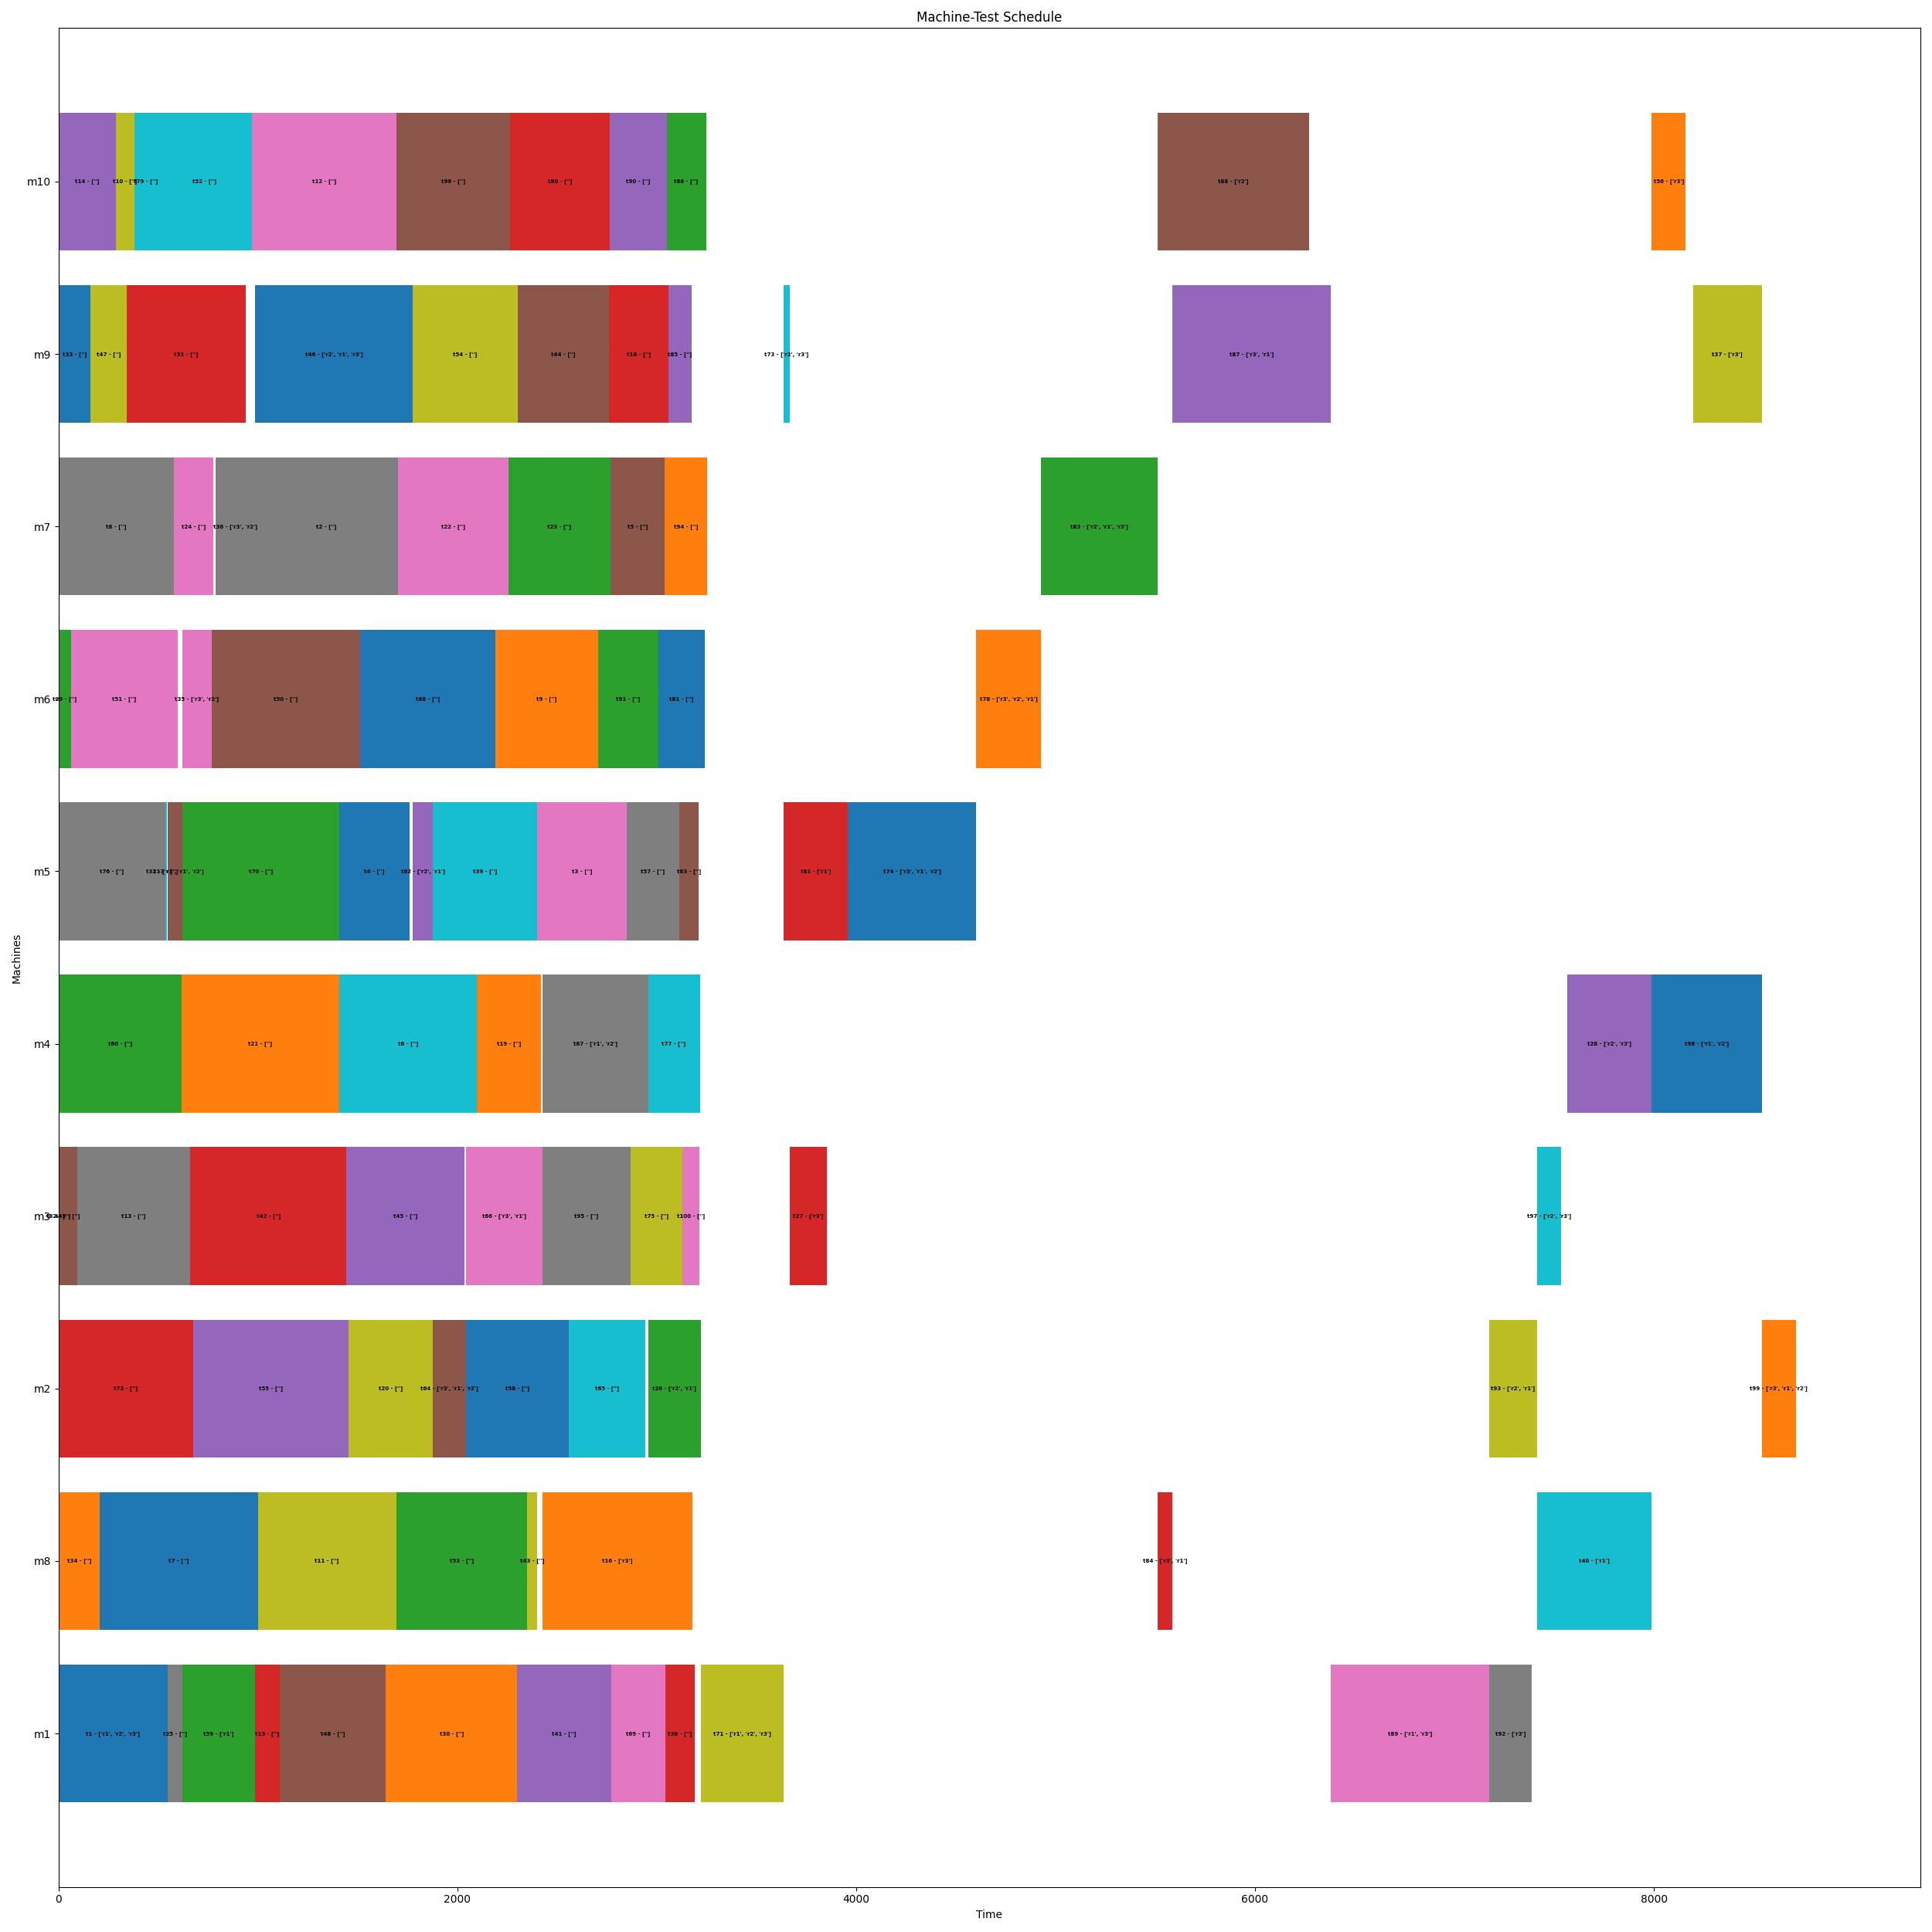 Machine-Test Schedule
m10
t14 - ['']
t52 - ['']
t12 - ['']
t80 - ['']
t90 - ['']
t86 - ['']
t88 - ['r2']
t56 - ['r3']
m9
t33 - ['']
t47 - ['']
t31 - ['']
t46 - ['r2', 'r1', 'r3']
t54 - ['']
t44 - ['']
t18 - ['']
t85 - ['']
t73 - ['r2', 'r3']
t87 - ['r3', 'r1']
t37 - ['r3']
m7
t8 - ['']
t24 - ['']
t36 - ['r3', 'r2']
t2 - ['']
t22 - ['']
t23 - ['']
t5 - ['']
t94 - ['']
t83 - ['r2', 'r1', 'r3']
m6
t51 - ['']
t35 - ['r3', 'r2']
t50 - ['']
t68 - ['']
t9 - ['']
t91 - ['']
t81 - ['']
t78 - ['r3', 'r2', 'r1']
m5
t76 - ['']
t70 - ['']
t4 - ['']
t82 - ['r2', 'r1']
t39 - ['']
t3 - ['']
t57 - ['']
t63 - ['']
t61 - ['r1']
t74 - ['r3', 'r1', 'r2']
m4
t60 - ['']
t21 - ['']
t6 - ['']
t19 - ['']
t67 - ['r1', 'r2']
t77 - ['']
t28 - ['r2', 'r3']
t98 - ['r1', 'r2']
m3
t13 - ['']
t42 - ['']
t45 - ['']
t66 - ['r3', 'r1']
t95 - ['']
t75 - ['']
t100 - ['']
t27 - ['r3']
t97 - ['r2', 'r3']
m2
t72 - ['']
t55 - ['']
t20 - ['']
t64 - ['r3', 'r1', 'r2']
t58 - ['']
t65 - ['']
t26 - ['r2', 'r1']
t93 - ['r2', 'r1']
t99 - ['r3', 'r1', 'r2']
m8
t34 - ['']
t7 - ['']
t11 - ['']
t53 - ['']
t43 - ['']
t16 - ['r3']
t84 - ['r3', 'r1']
t40 - ['r1']
m1
t1 - ['r1', 'r2', 'r3']
t25 - ['']
t59 - ['r1']
t15 - ['']
t48 - ['']
t30 - ['']
t41 - ['']
t69 - ['']
t38 - ['']
t71 - ['r1', 'r2', 'r3']
t89 - ['r1', 'r3']
t92 - ['r3']
Machines
0
2000
4000
6000
8000
Time